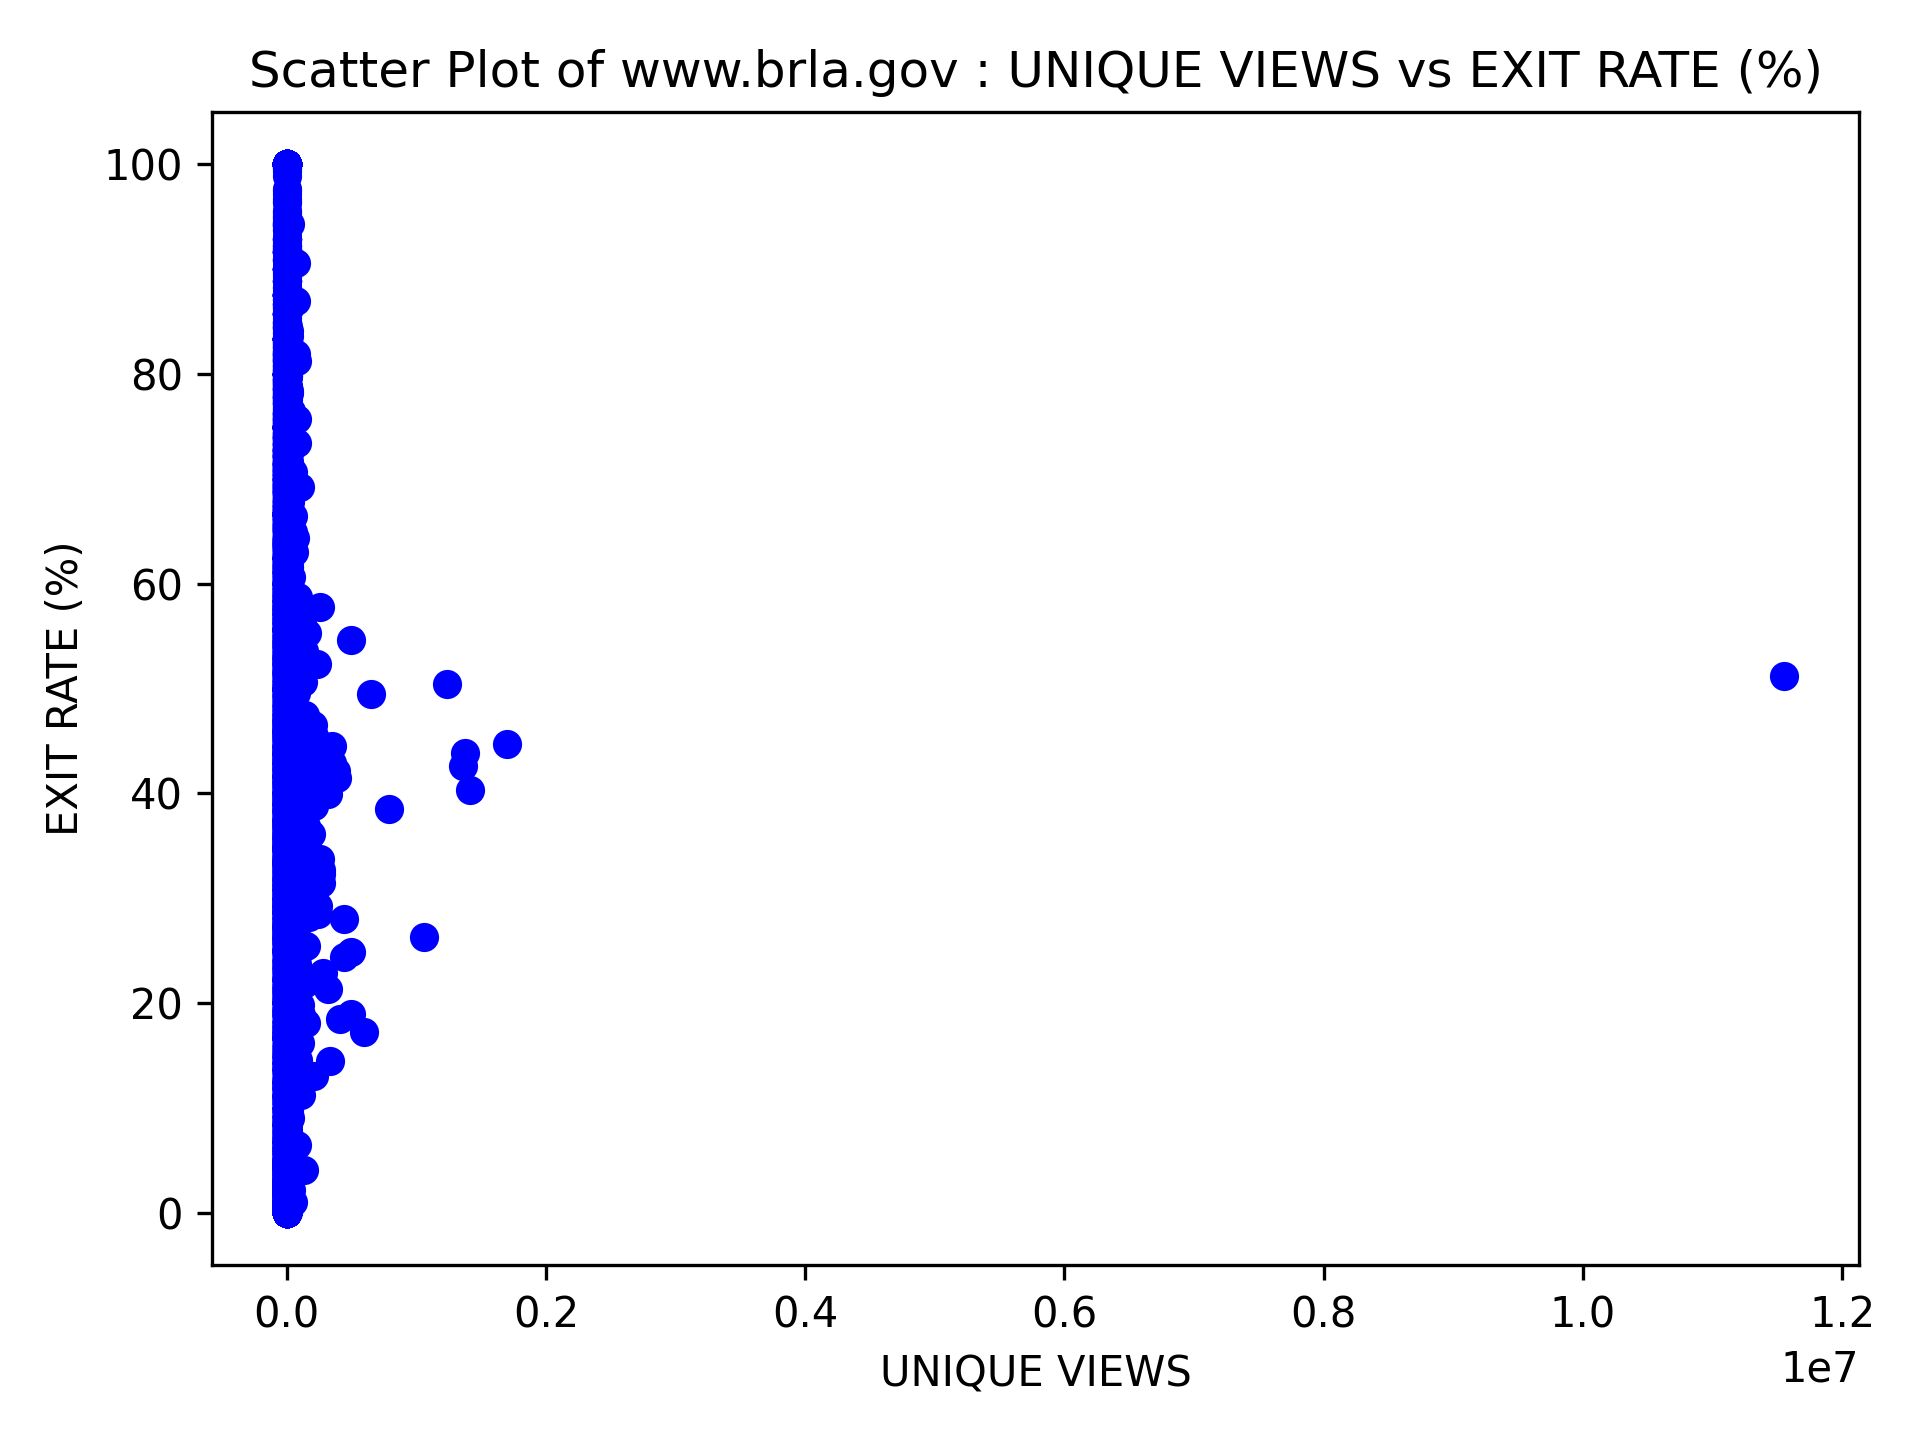 Scatter Plot of www.brla.gov : UNIQUE VIEWS vs EXIT RATE (%)
EXIT RATE (%)
100
80
60
40
20
0
0.0 0.2 0.4 0.6 0.8 1.0 1.2
1e7
UNIQUE VIEWS